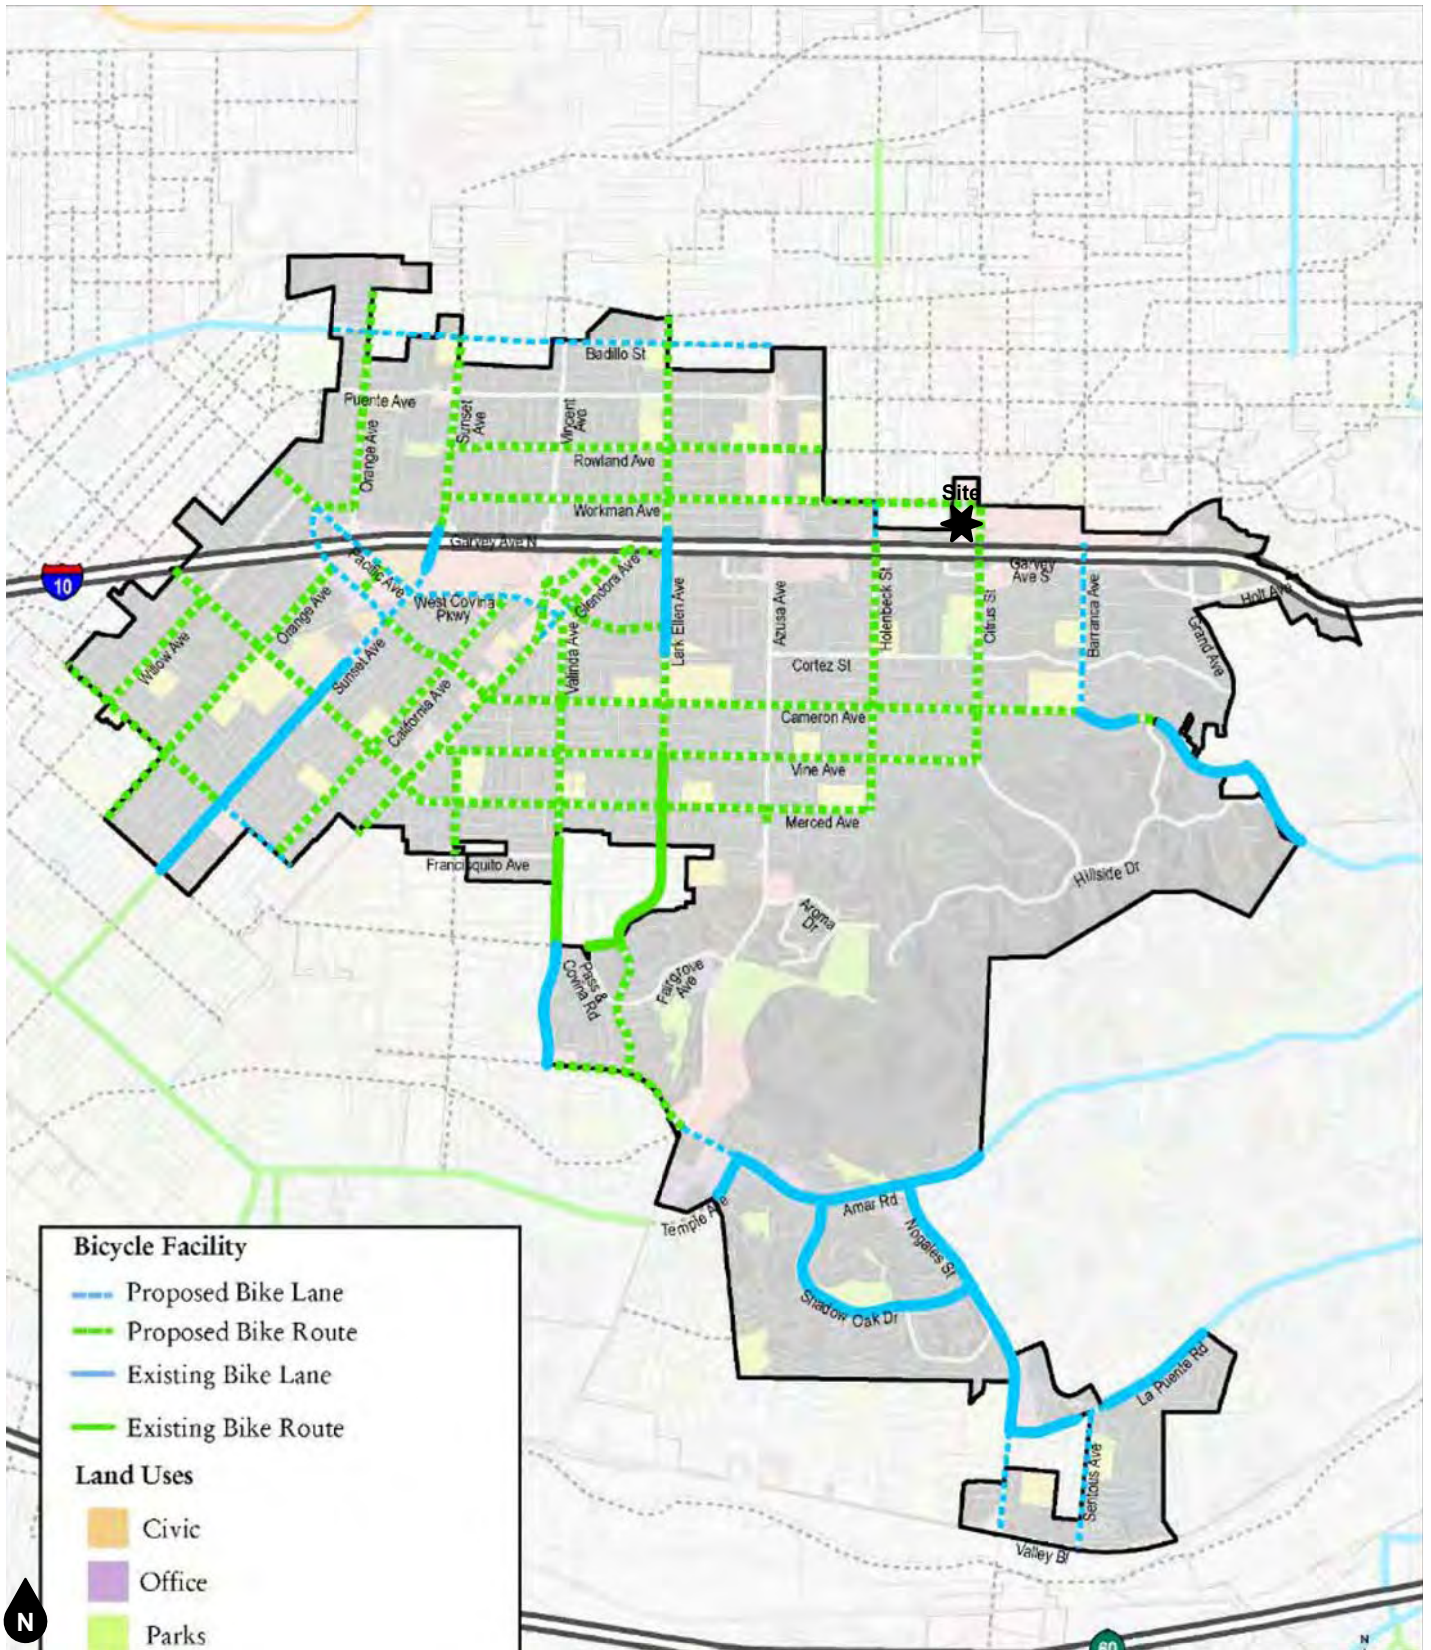 Badillo St
Puente Ave
Sunset
Ave
Vincent
Ave
Orange Ave
Rowland Ave
Site
Workman Ave
Garvey Ave N
Pacific Ave
Glendora Ave
Garvey
Ave S
10
West Covina
Pkwy
Orange Ave
Lark Ellen Ave
Azusa Ave
Holenbeck St
Citrus St
Barranca Ave
Holt Ave
Grand Ave
Willow Ave
Sunset Ave
Valinda Ave
Cortez St
California Ave
Cameron Ave
Vine Ave
Merced Ave
Francisquito Ave
Hillside Dr
Aroma
Dr
Pass &
Covina Rd
Fairgrove
Ave
Amar Rd
Temple Ave
Nogales St
Shadow Oak Dr
La Puente Rd
Sentous Ave
Valley Bl
Bicycle Facility
Proposed Bike Lane
Proposed Bike Route
Existing Bike Lane
Existing Bike Route
Land Uses
Civic
Office
Parks
N
N
60